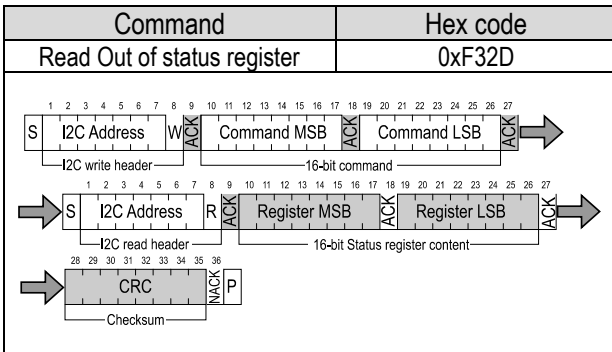 Command Hex code
Read Out of status register 0xF32D
1 2 3 4 5 6 7 8 9 10 11 12 13 14 15 16 17 18 19 20 21 22 23 24 25 26 27
S I2C Address W ACK Command MSB ACK Command LSB ACK
I2C write header 16-bit command
1 2 3 4 5 6 7 8 9 10 11 12 13 14 15 16 17 18 19 20 21 22 23 24 25 26 27
S I2C Address R ACK Register MSB ACK Register LSB ACK
I2C read header 16-bit Status register content
28 29 30 31 32 33 34 35 36
CRC NACK P
Checksum